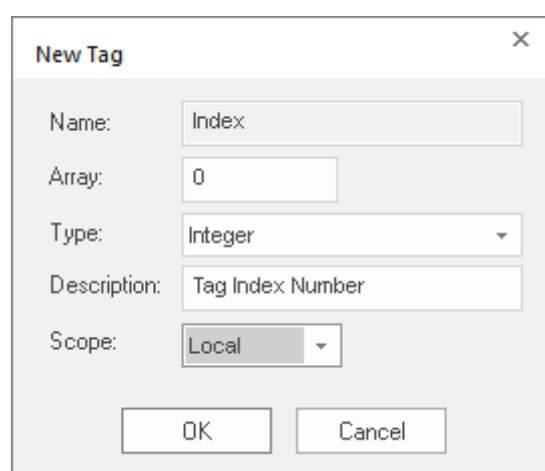 New Tag
Name: Index
Array: 0
Type: Integer
Description: Tag Index Number
Scope: Local
OK Cancel